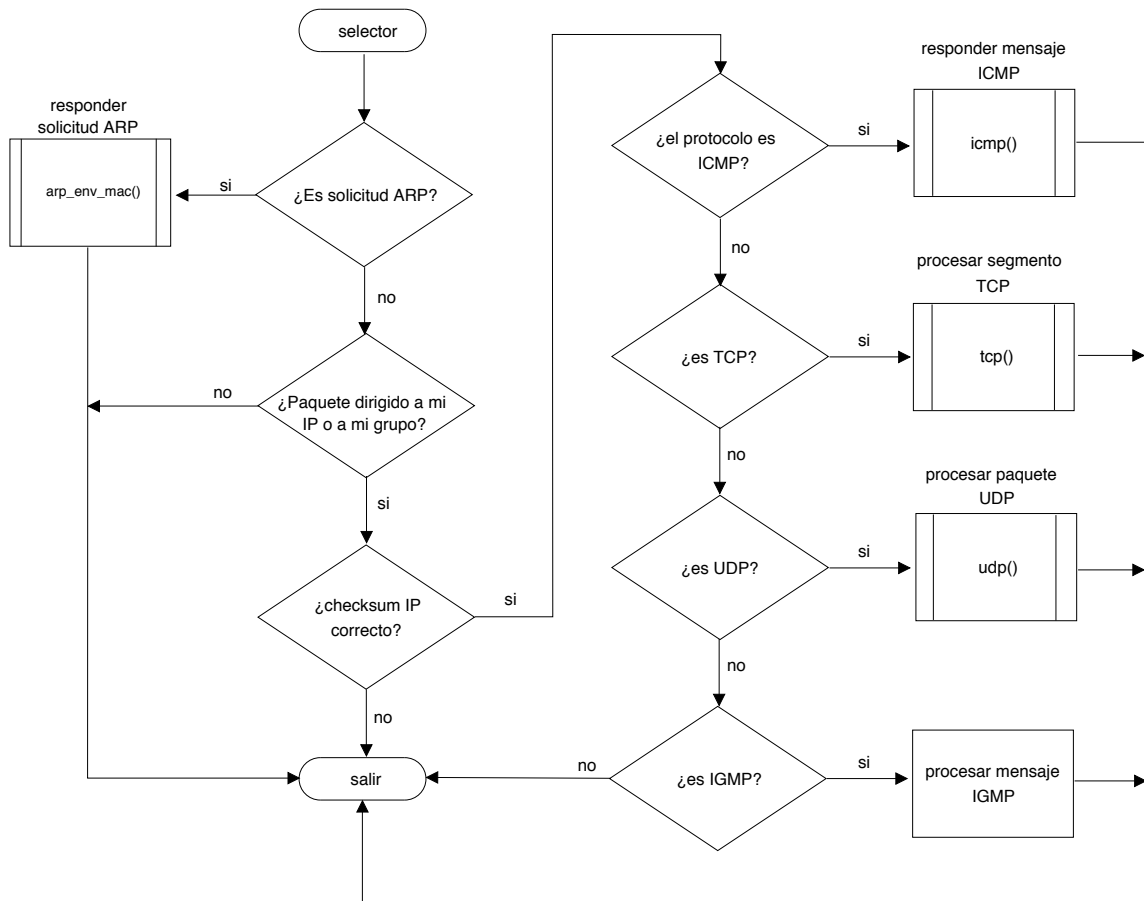 selector
responder
solicitud ARP
arp_env_mac()
si
¿Es solicitud ARP?
no
no
¿Paquete dirigido a mi
IP o a mi grupo?
si
¿checksum IP
correcto?
si
no
salir
¿el protocolo es
ICMP?
si
responder mensaje
ICMP
icmp()
no
¿es TCP?
si
procesar segmento
TCP
tcp()
no
¿es UDP?
si
procesar paquete
UDP
udp()
no
¿es IGMP?
no
si
procesar mensaje
IGMP